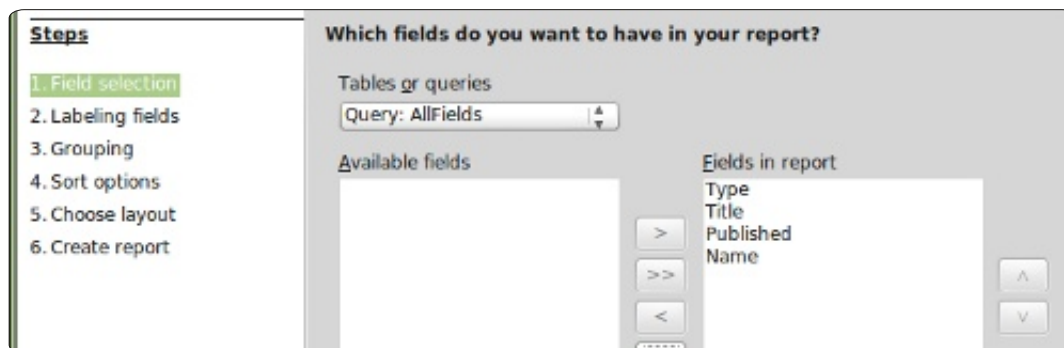 Steps
1. Field selection
2. Labeling fields
3. Grouping
4. Sort options
5. Choose layout
6. Create report
Which fields do you want to have in your report?
Tables or queries
Query: AllFields
Available fields
Fields in report
Type
Title
Published
Name
>
>>
<
^
v